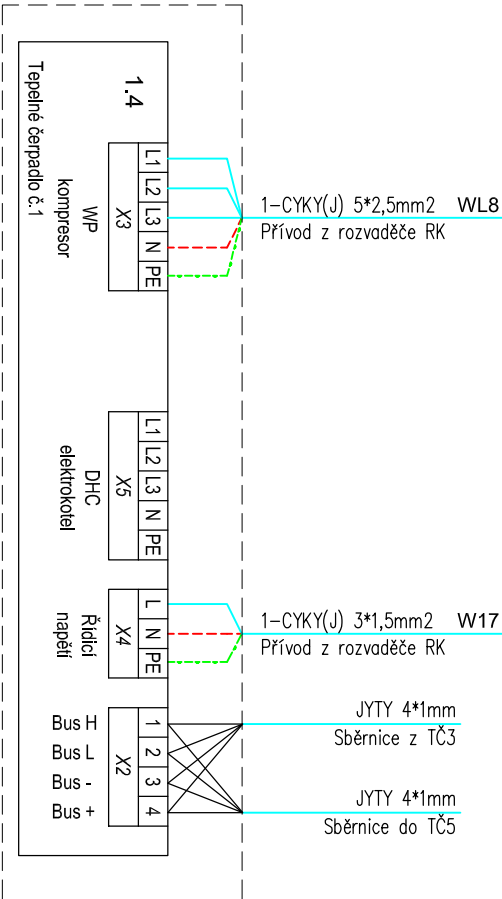 1.4
Tepelné čerpadlo č.1
WP
kompresor
X3
L1
L2
L3
N
PE
1-CYKY(J) 5*2,5mm2 WL8
Přívod z rozvaděče RK
DHC
elektrokotel
X5
L1
L2
L3
N
PE
Řídicí
napětí
X4
L
N
PE
1-CYKY(J) 3*1,5mm2 W17
Přívod z rozvaděče RK
Bus H
Bus L
Bus -
Bus +
X2
1
2
3
4
JYTY 4*1mm
Sběrnice z TČ3
JYTY 4*1mm
Sběrnice do TČ5